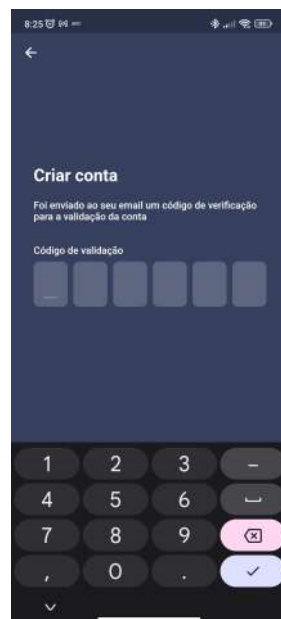 8:25
Criar conta
Foi enviado ao seu email um código de verificação
para a validação da conta
Código de validação
1 2 3 –
4 5 6
7 8 9
, 0 .